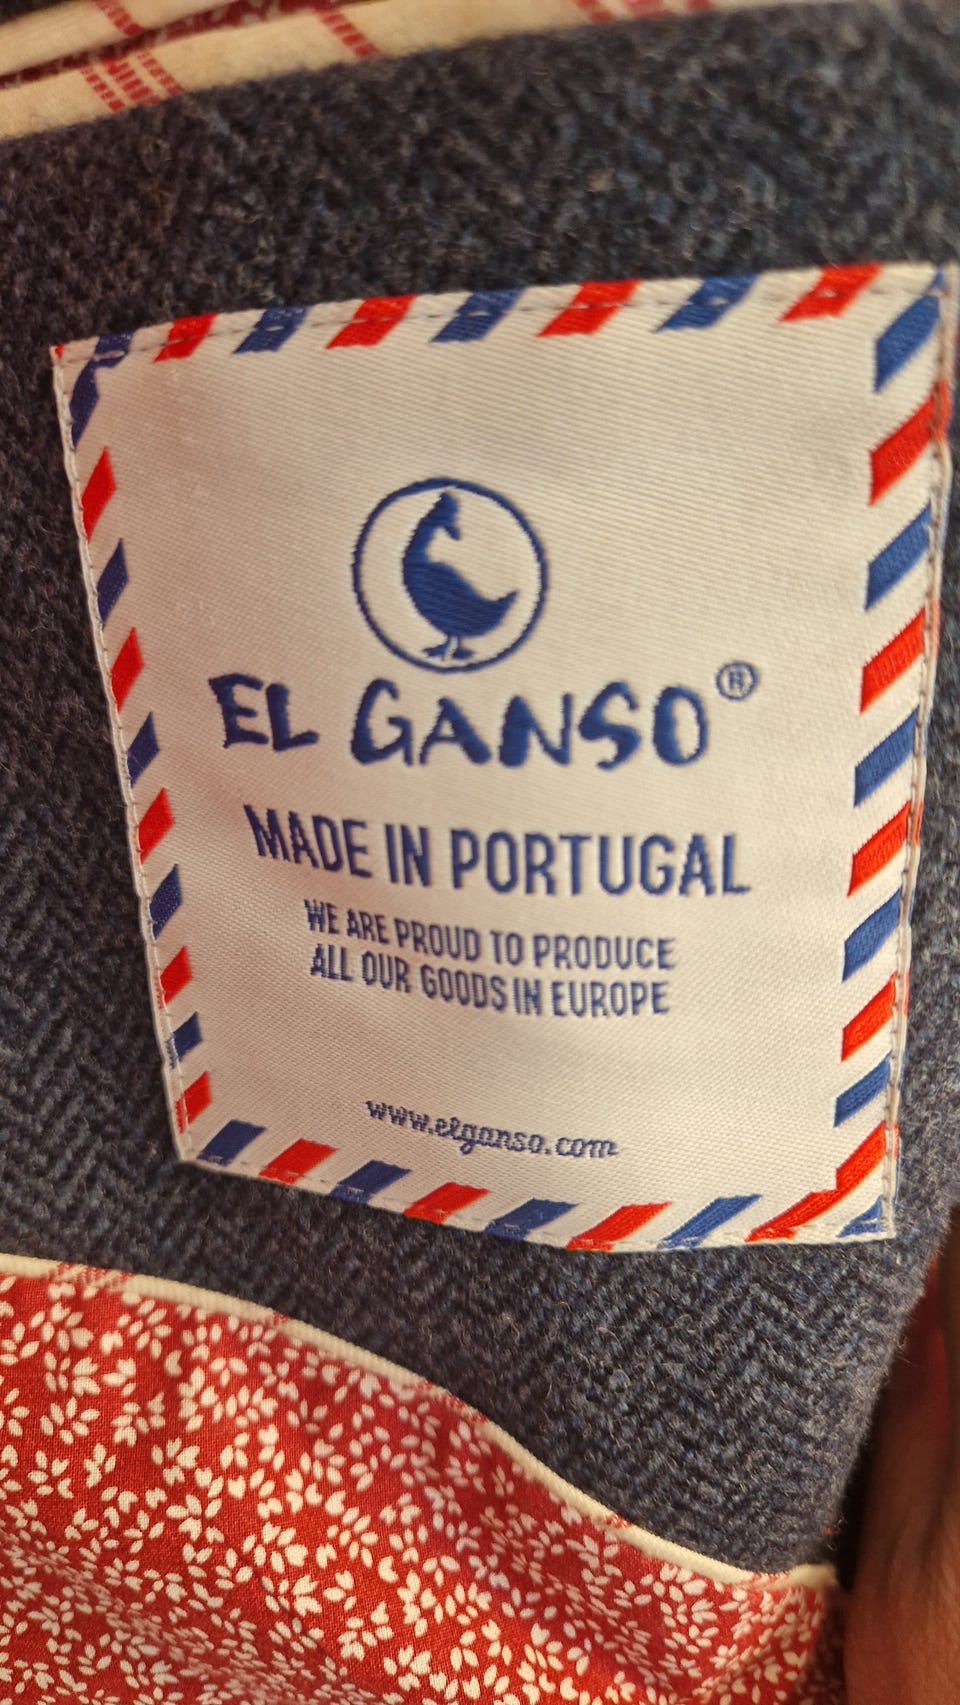 EL GANSO®
MADE IN PORTUGAL
WE ARE PROUD TO PRODUCE
ALL OUR GOODS IN EUROPE
www.elganso.com